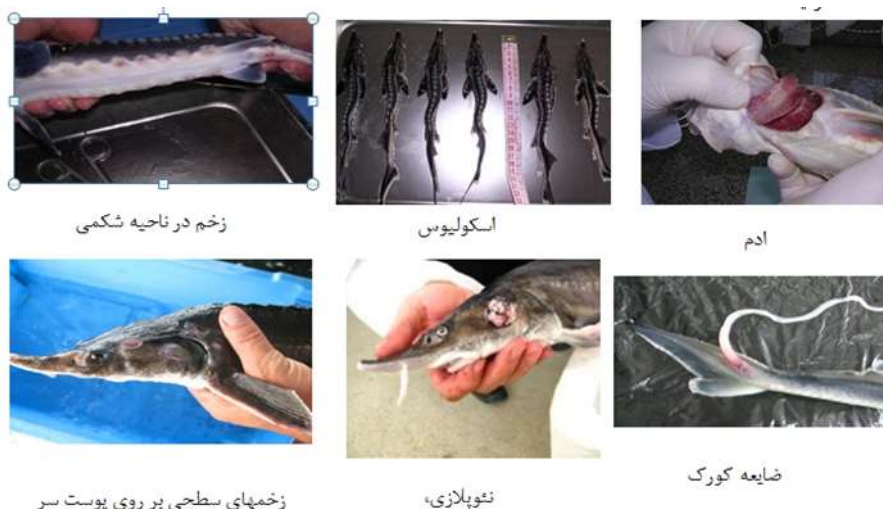 زخم در ناحیه شکمی
اسکولیوس
ادم
زخمهای سطحی بر روی پوست سر
نئوپلازی،
ضایعه کورک